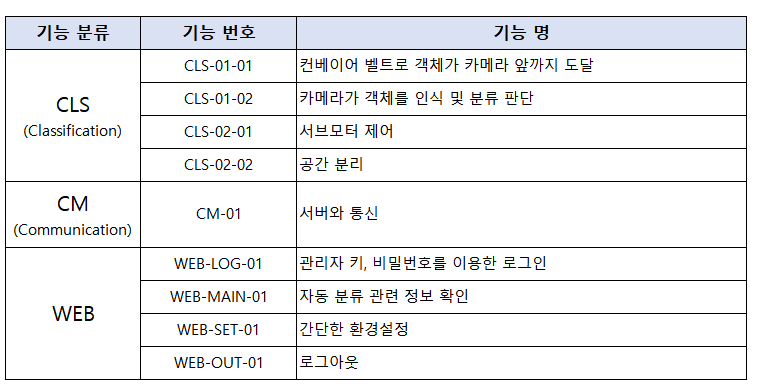 기능 분류 기능 번호 기능 명
CLS
(Classification)
CLS-01-01 컨베이어 벨트로 객체가 카메라 앞까지 도달
CLS-01-02 카메라가 객체를 인식 및 분류 판단
CLS-02-01 서브모터 제어
CLS-02-02 공간 분리
CM
(Communication)
CM-01 서버와 통신
WEB
WEB-LOG-01 관리자 키, 비밀번호를 이용한 로그인
WEB-MAIN-01 자동 분류 관련 정보 확인
WEB-SET-01 간단한 환경설정
WEB-OUT-01 로그아웃